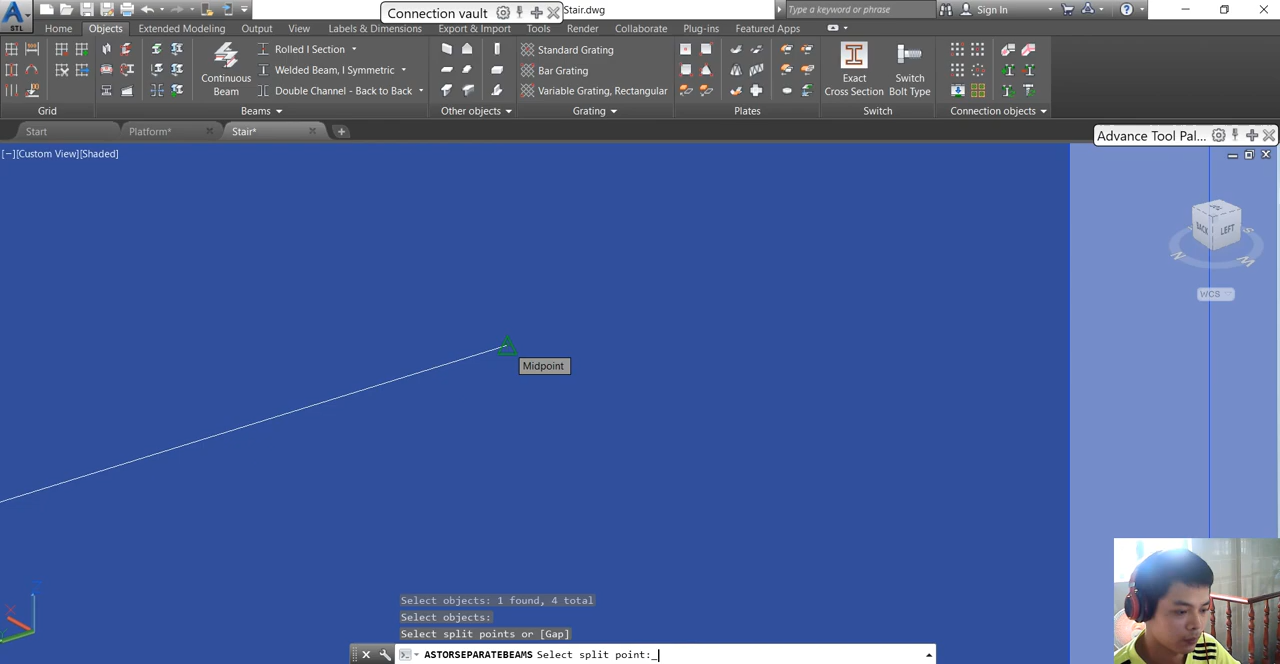 Connection vault
Stair.dwg
Type a keyword or phrase
Sign In
STL
Home
Objects
Extended Modeling
Output
View
Labels & Dimensions
Export & Import
Tools
Render
Collaborate
Plug-ins
Featured Apps
Continuous
Beam
Rolled I Section
Welded Beam, I Symmetric
Double Channel - Back to Back
Standard Grating
Bar Grating
Variable Grating, Rectangular
Exact
Cross Section
Switch
Bolt Type
Grid
Beams
Other objects
Grating
Plates
Switch
Connection objects
Start
Platform*
Stair*
Advance Tool Pal...
[−][Custom View][Shaded]
BACK
LEFT
N
WCS
Midpoint
Select objects: 1 found, 4 total
Select objects:
Select split points or [Gap]
ASTORSEPARATEBEAMS Select split point:_